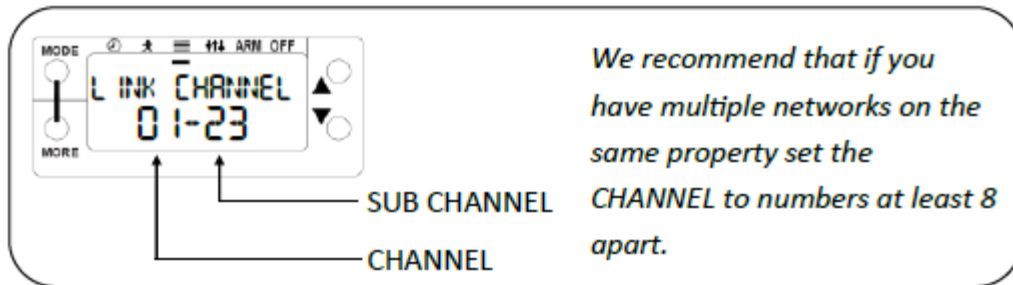 MODE
ARM OFF
LINK CHANNEL
01-23
MORE
SUB CHANNEL
CHANNEL
We recommend that if you
have multiple networks on the
same property set the
CHANNEL to numbers at least 8
apart.